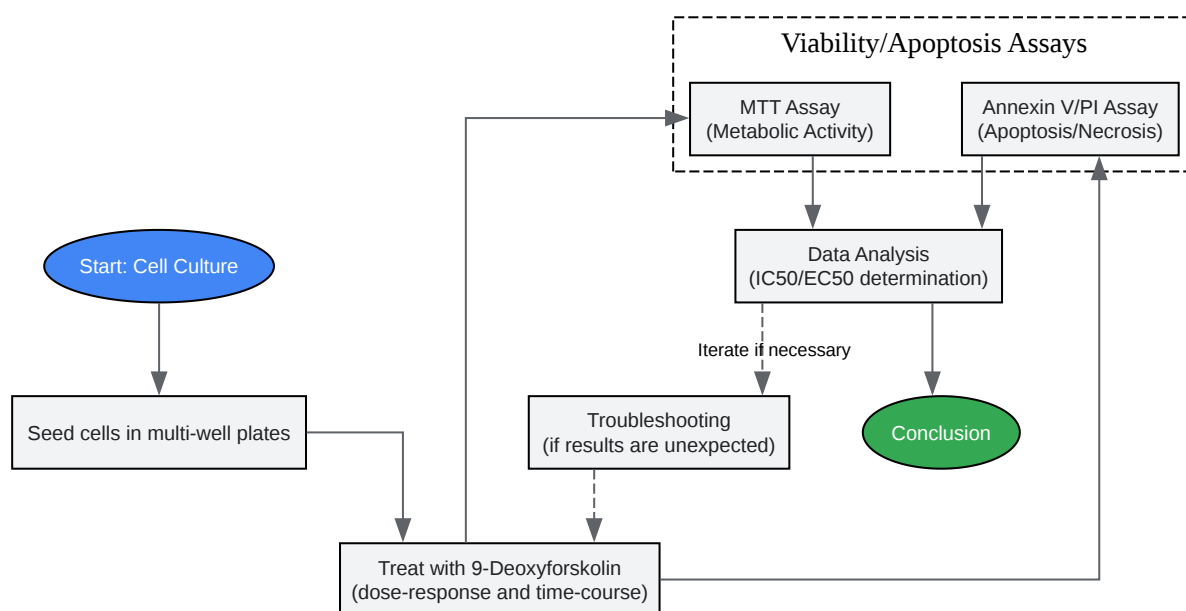 Viability/Apoptosis Assays
MTT Assay
(Metabolic Activity)
Annexin V/PI Assay
(Apoptosis/Necrosis)
Start: Cell Culture
Data Analysis
(IC50/EC50 determination)
Iterate if necessary
Seed cells in multi-well plates
Troubleshooting
(if results are unexpected)
Conclusion
Treat with 9-Deoxyforskolin
(dose-response and time-course)